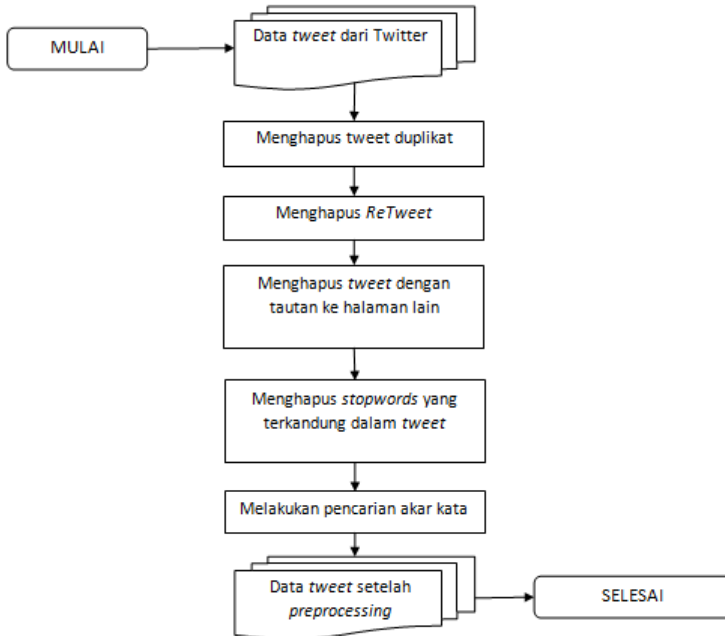 MULAI
Data tweet dari Twitter
Menghapus tweet duplikat
Menghapus ReTweet
Menghapus tweet dengan
tautan ke halaman lain
Menghapus stopwords yang
terkandung dalam tweet
Melakukan pencarian akar kata
Data tweet setelah
preprocessing
SELESAI